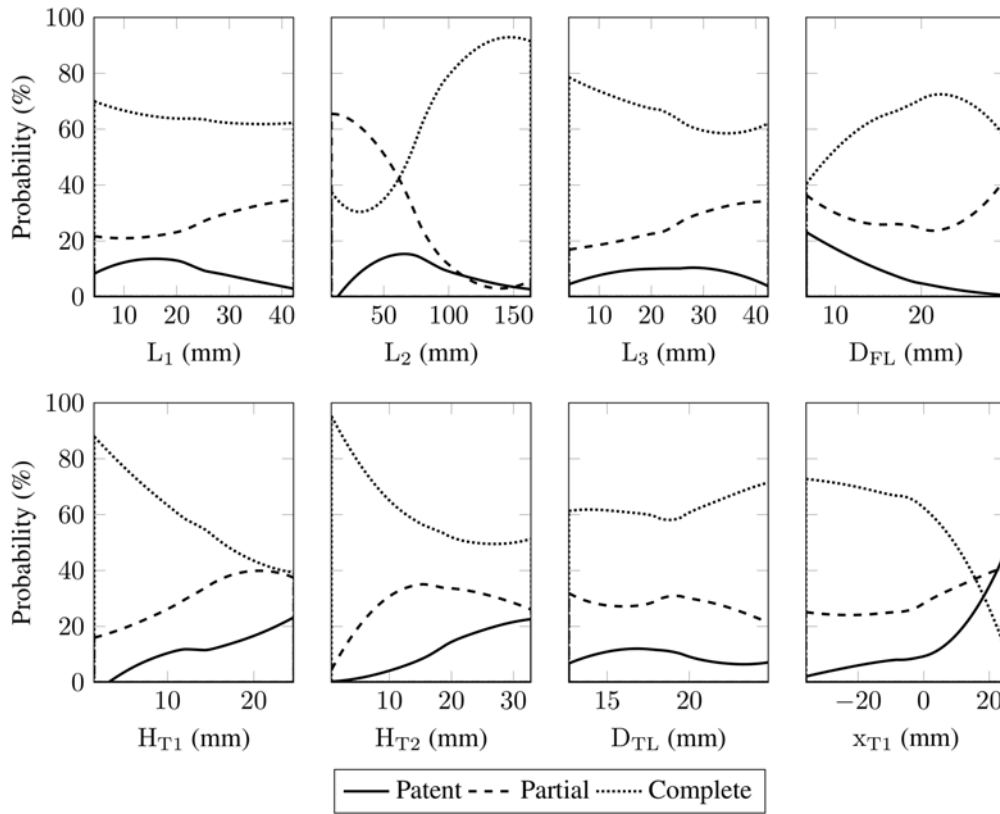 100
80
60
40
20
0
Probability (%)
10 20 30 40
L1 (mm)
50 100 150
L2 (mm)
10 20 30 40
L3 (mm)
20
DFL (mm)
100
80
60
40
20
0
Probability (%)
10 20
HT1 (mm)
10 20 30
HT2 (mm)
15 20
DTL (mm)
−20 0 20
xT1 (mm)
Patent Partial Complete